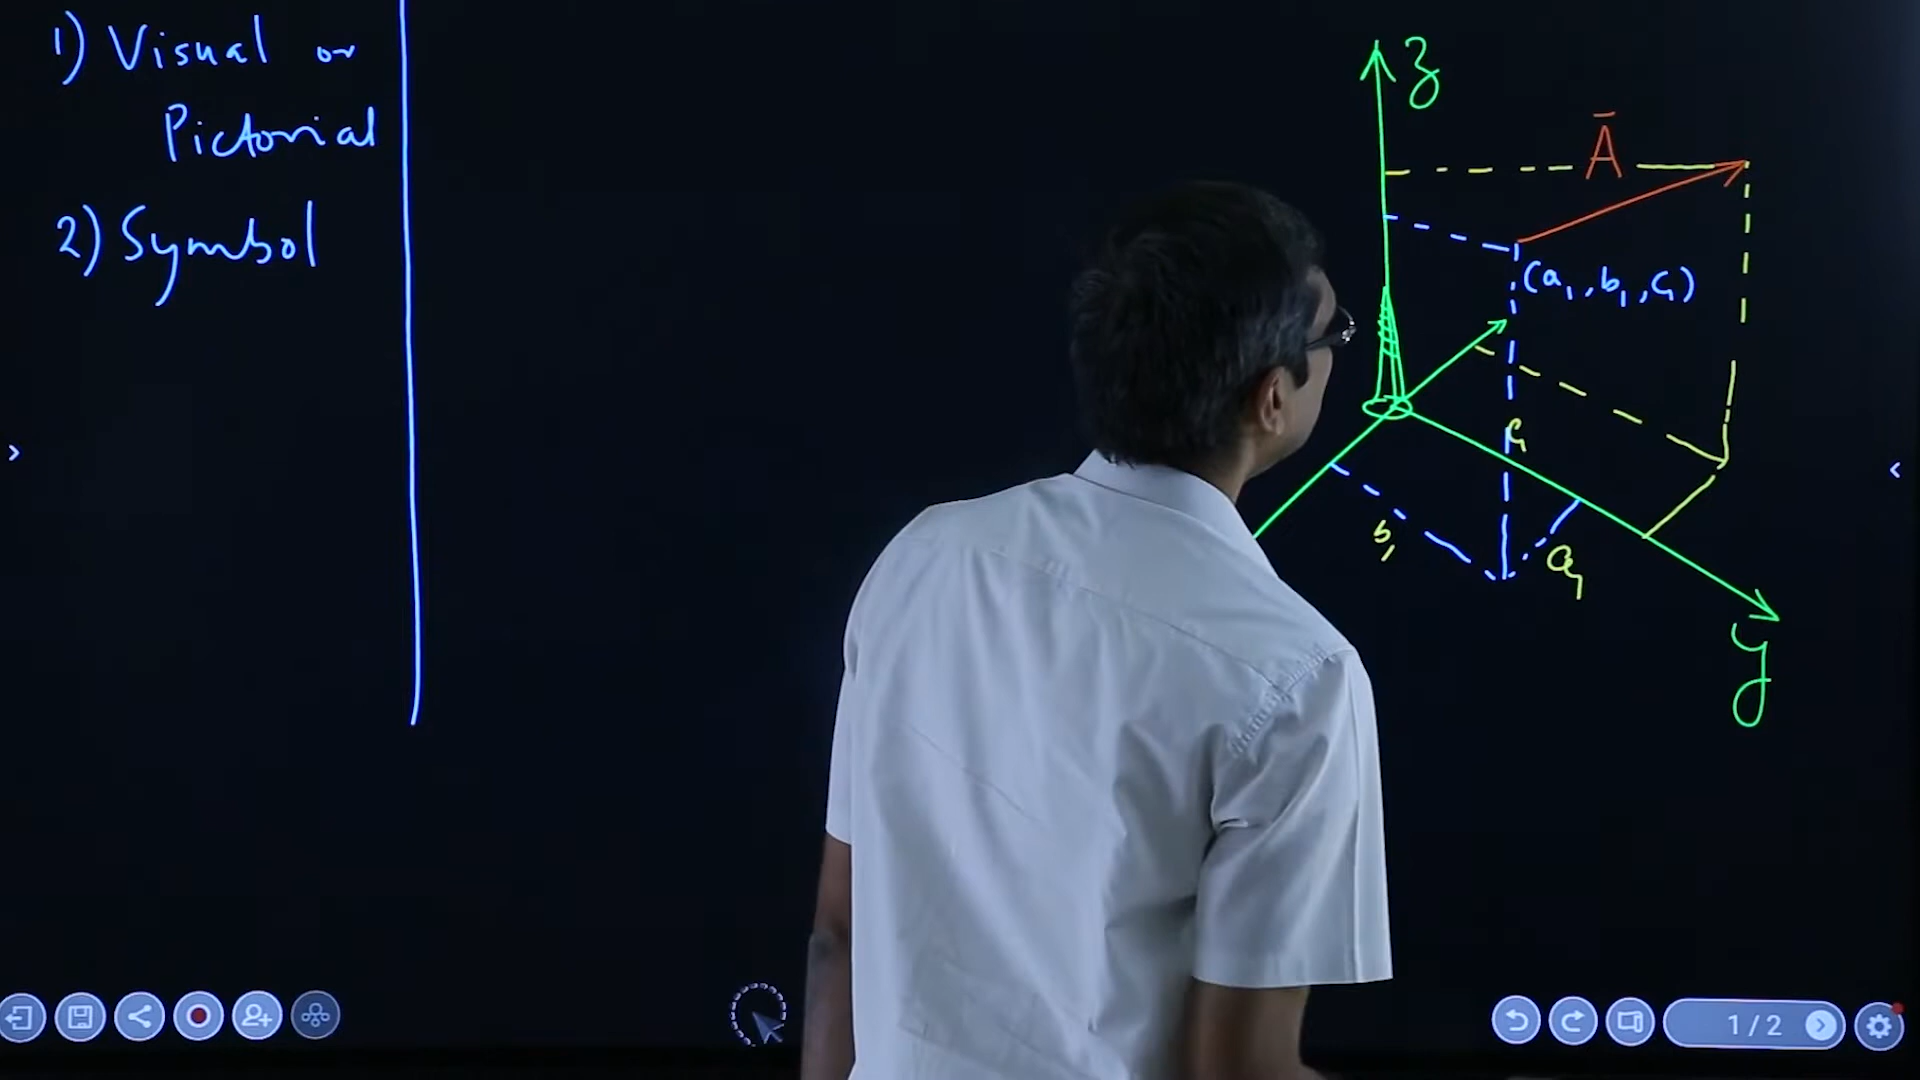 1) Visual or
Pictorial
2) Symbol
z
Ā
(a₁, b₁, c₁)
c₁
b₁
a₁
y
1/2